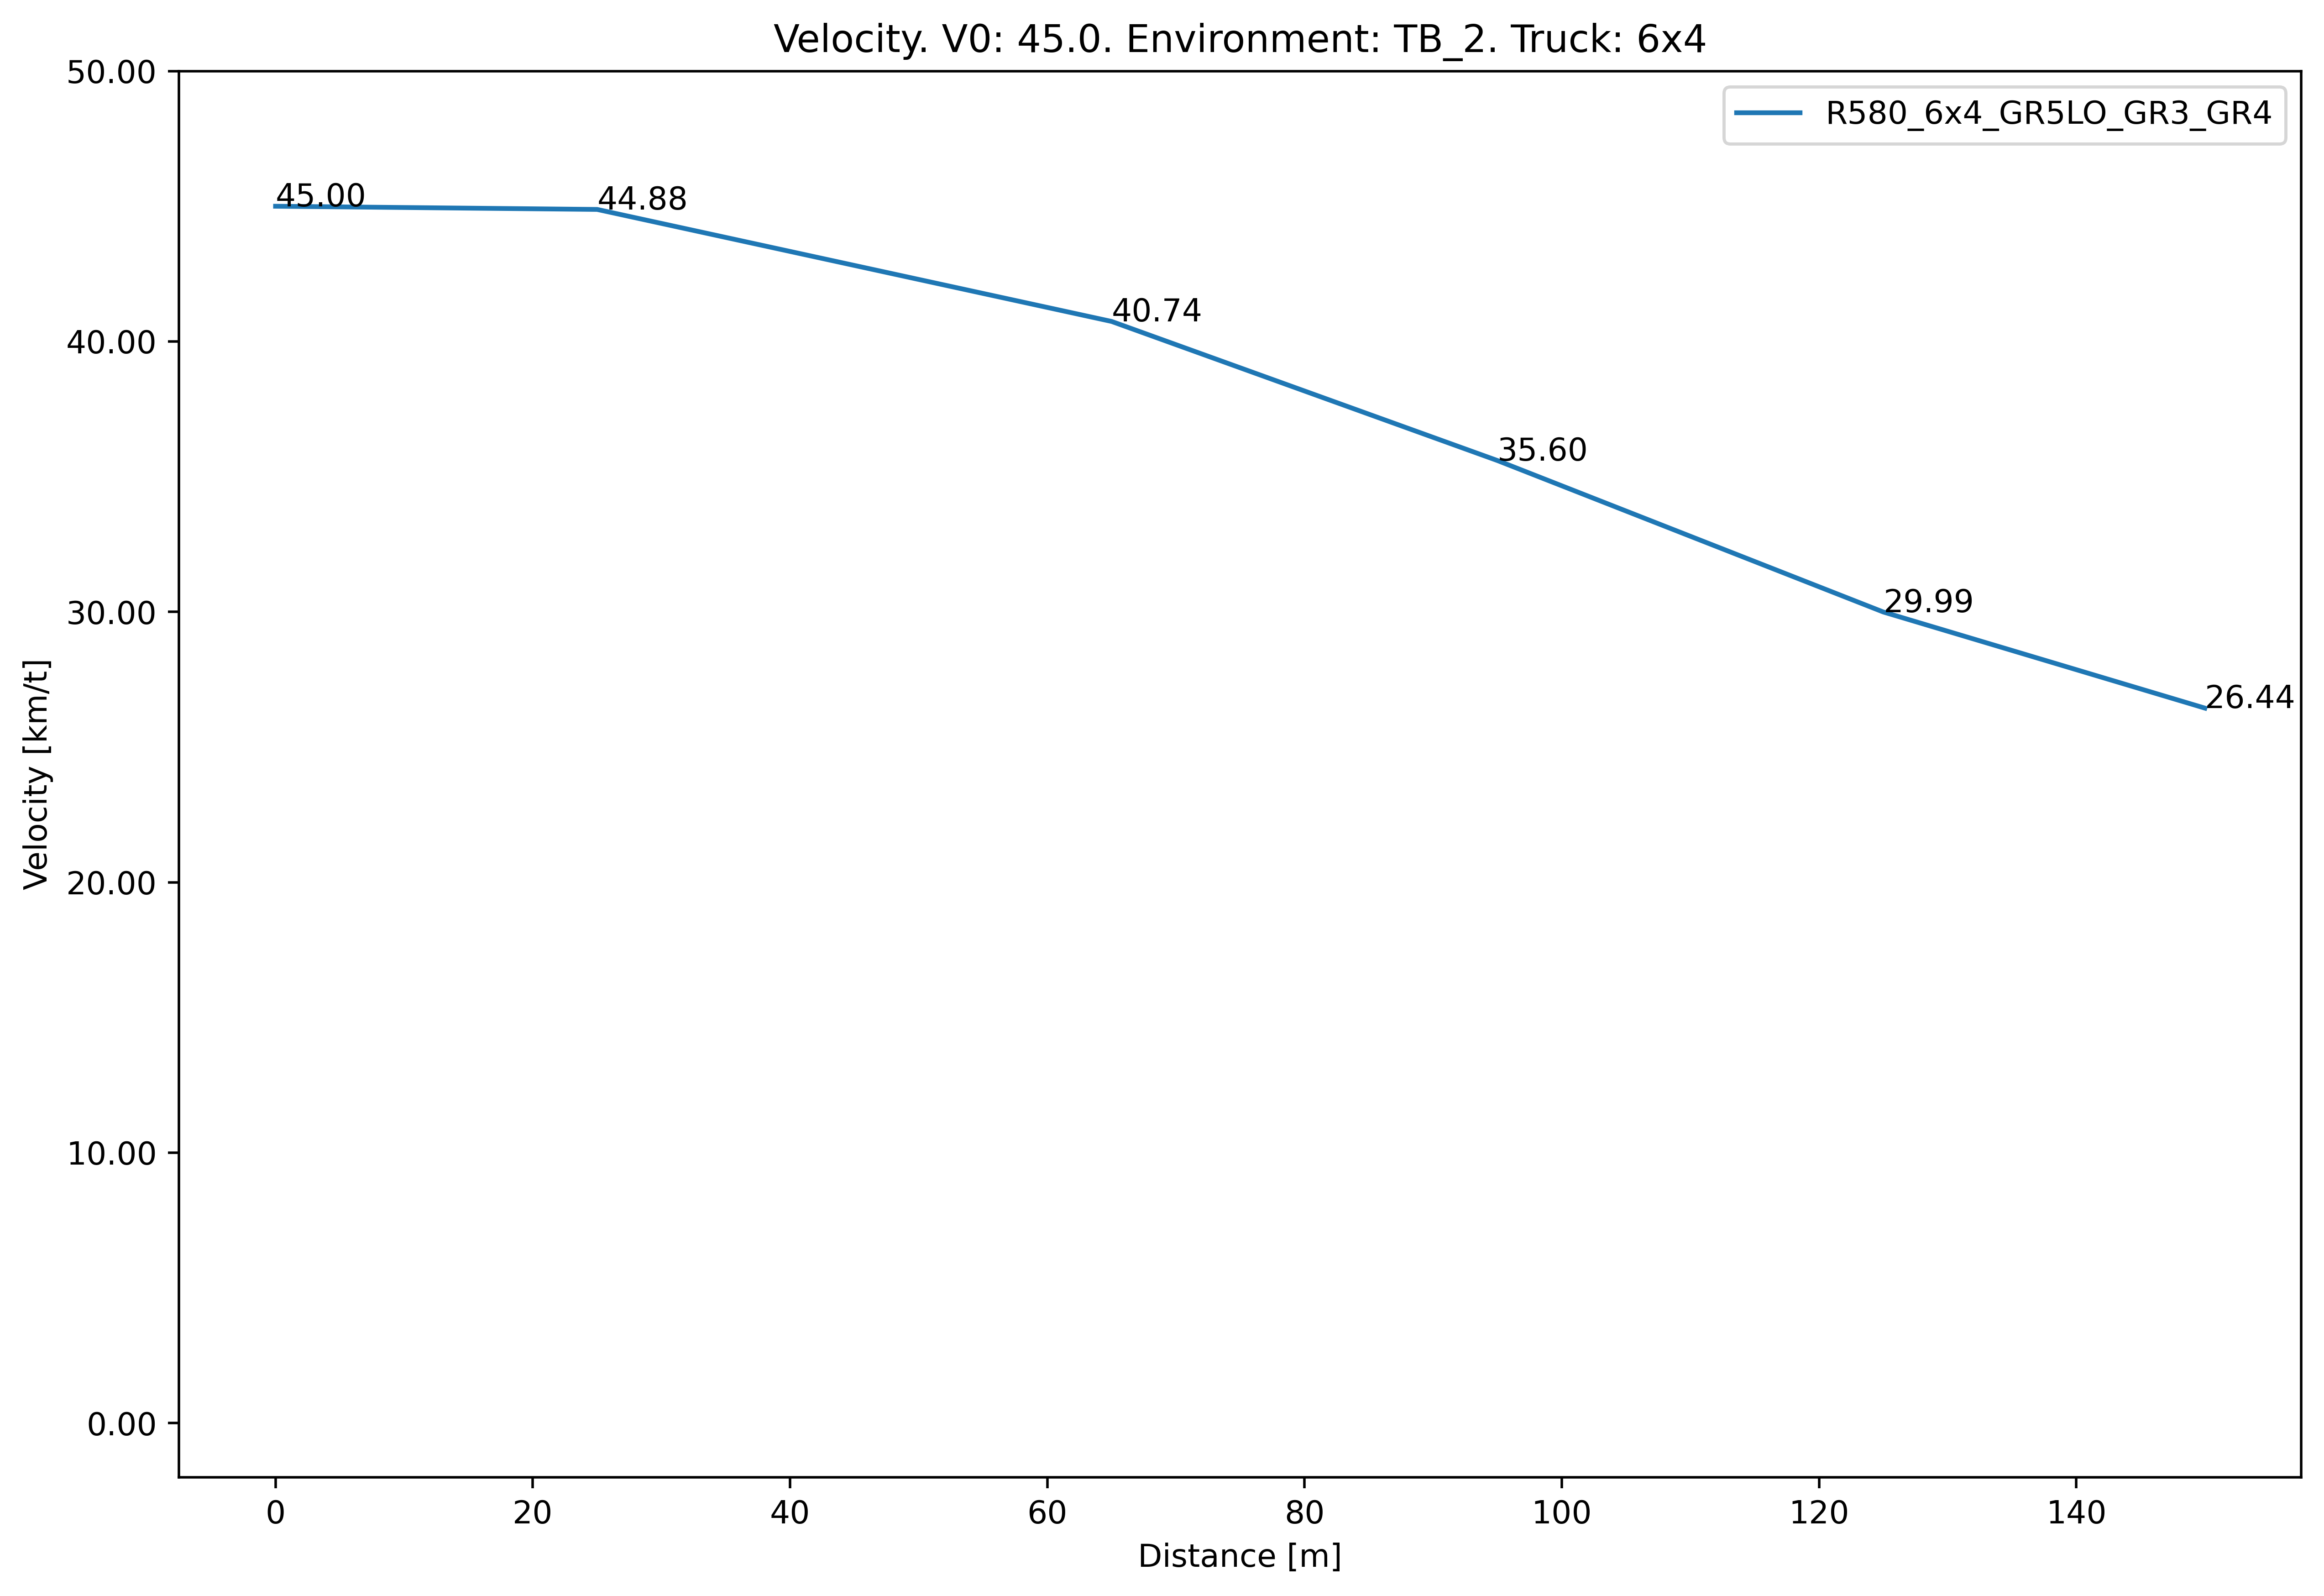 Velocity. V0: 45.0. Environment: TB_2. Truck: 6x4
R580_6x4_GR5LO_GR3_GR4
50.00
40.00
30.00
20.00
10.00
0.00
Velocity [km/t]
45.00
44.88
40.74
35.60
29.99
26.44
0 20 40 60 80 100 120 140
Distance [m]